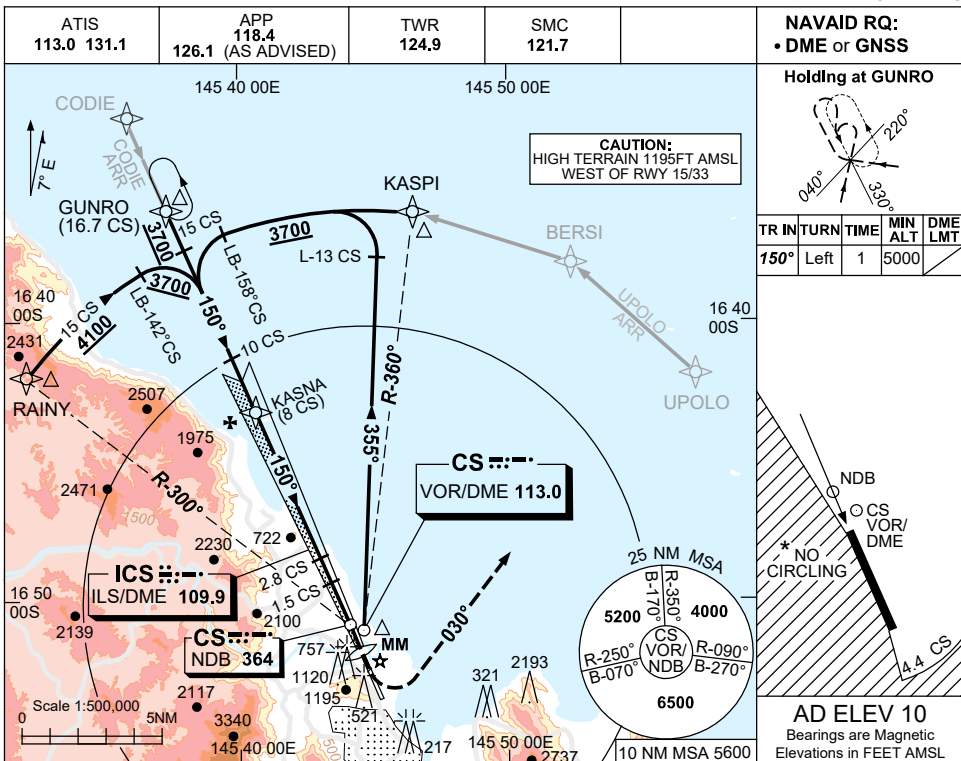 ATIS
113.0 131.1
APP
118.4
126.1 (AS ADVISED)
TWR
124.9
SMC
121.7
NAVAID RQ:
• DME or GNSS
Holding at GUNRO
220°
040°
330°
TR IN TURN TIME MIN ALT DME LMT
150° Left 1 5000
145 40 00E
145 50 00E
CODIE
CODIE ARR
7° E
CAUTION:
HIGH TERRAIN 1195FT AMSL
WEST OF RWY 15/33
KASPI
GUNRO
(16.7 CS)
15 CS
3700
3700
3700
L-13 CS
BERSI
UPOLO ARR
UPOLO
LB-158°CS
LB-142°CS
15 CS
4100
16 40
00S
16 40
00S
150°
10 CS
R-360°
2431
RAINY
2507
KASNA
(8 CS)
1975
355°
150°
R-300°
2471
1500
CS
VOR/DME 113.0
722
2230
ICS
ILS/DME 109.9
2.8 CS
1.5 CS
16 50
00S
2139
2100
CS
NDB 364
030°
MM
757
1120
1195
521
217
321
2193
2737
2117
3340
500
Scale 1:500,000
0 5NM
145 40 00E
145 50 00E
25 NM MSA
R-350°
B-170°
5200
4000
CS
VOR/
NDB
R-250°
B-070°
R-090°
B-270°
6500
10 NM MSA 5600
NDB
CS
VOR/
DME
* NO
CIRCLING
4.4 CS
AD ELEV 10
Bearings are Magnetic
Elevations in FEET AMSL